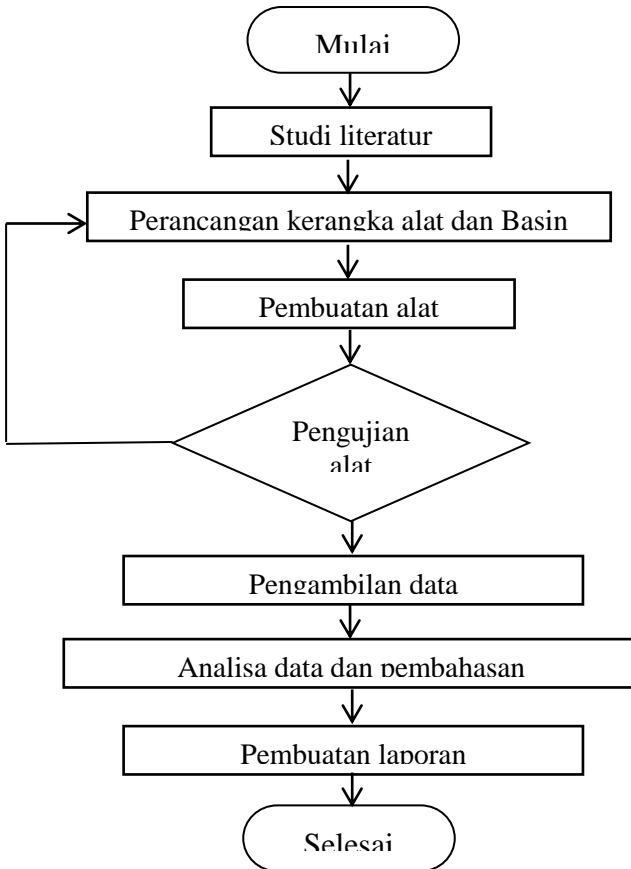 Mulai
Studi literatur
Perancangan kerangka alat dan Basin
Pembuatan alat
Pengujian
alat
Pengambilan data
Analisa data dan pembahasan
Pembuatan laporan
Selesai